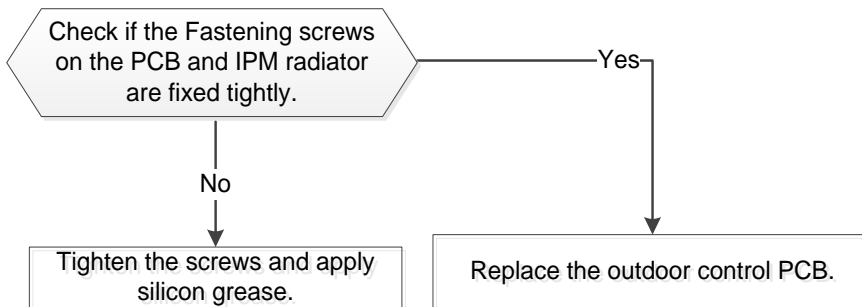 Check if the Fastening screws
on the PCB and IPM radiator
are fixed tightly.
Yes
No
Tighten the screws and apply
silicon grease.
Replace the outdoor control PCB.